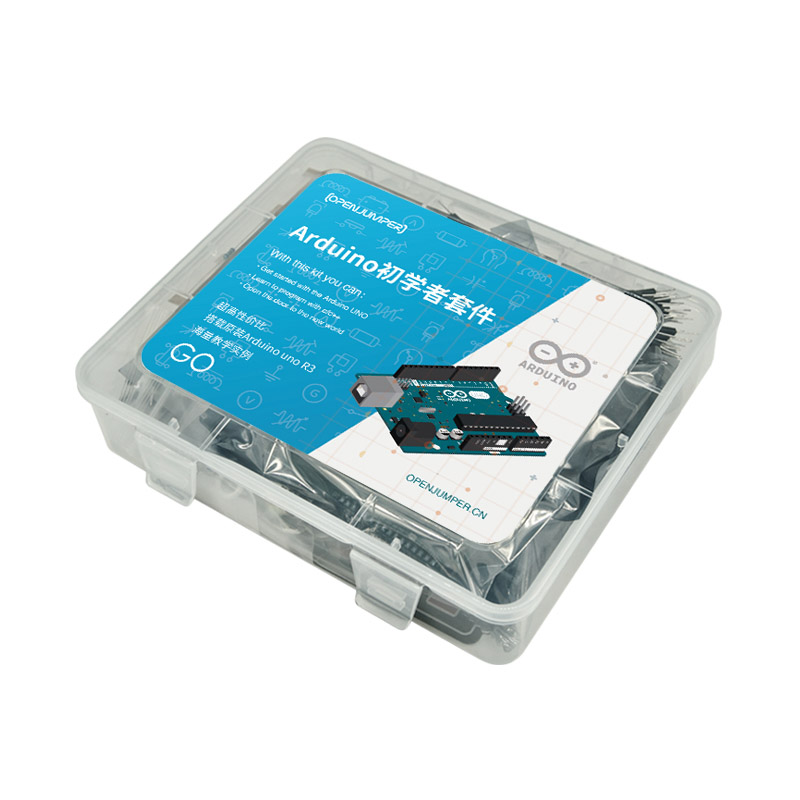 [OPENJUMPER]
Arduino初学者套件
With this kit you can:
• Get started with the Arduino UNO
• Learn to program with c/c++
• Open the door to the new world
超高性价比
搭载原装Arduino uno R3
海量教学实例
GO
ARDUINO
ARDUINO
OPENJUMPER.CN